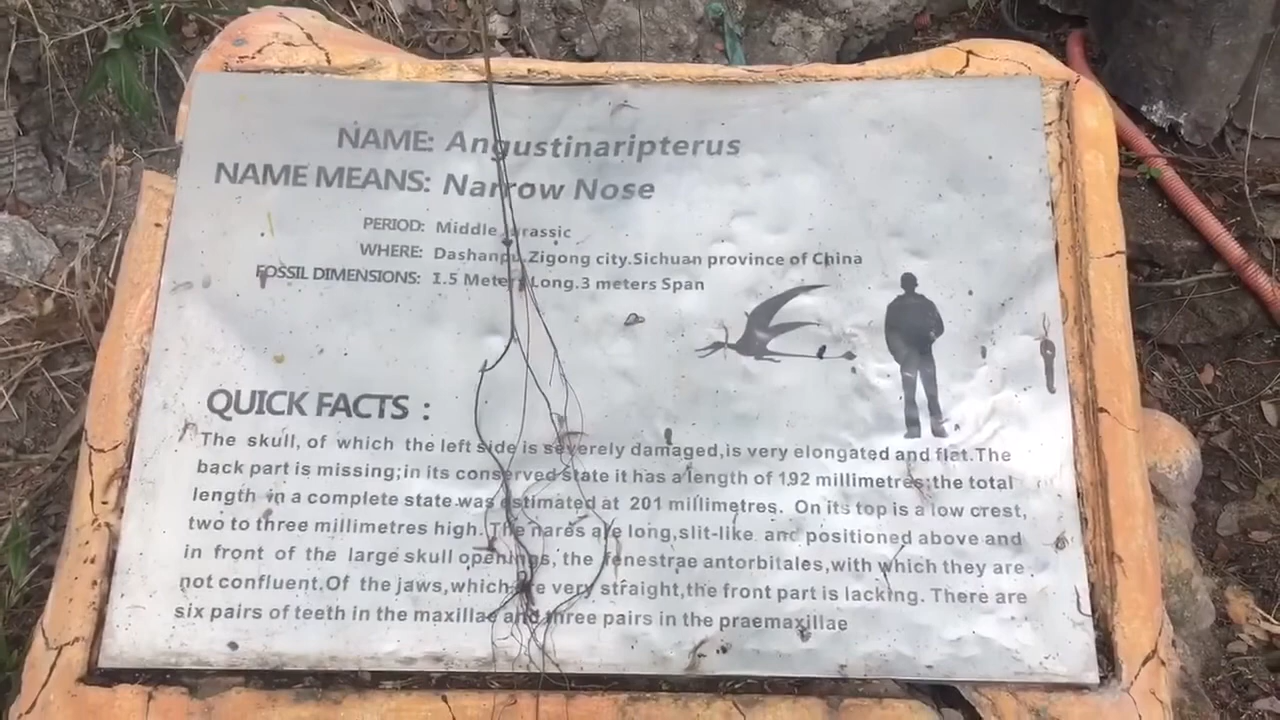 NAME: Angustinaripterus
NAME MEANS: Narrow Nose
PERIOD: Middle Jurassic
WHERE: Dashanpu,Zigong city.Sichuan province of China
FOSSIL DIMENSIONS: 1.5 Meters Long.3 meters Span
QUICK FACTS :
The skull, of which the left side is severely damaged,is very elongated and flat.The
back part is missing;in its conserved state it has a length of 192 millimetres;the total
length in a complete state was estimated at 201 millimetres. On its top is a low crest,
two to three millimetres high. The nares are long,slit-like and positioned above and
in front of the large skull openings, the fenestrae antorbitales,with which they are
not confluent.Of the jaws,which are very straight,the front part is lacking. There are
six pairs of teeth in the maxillae and three pairs in the praemaxillae